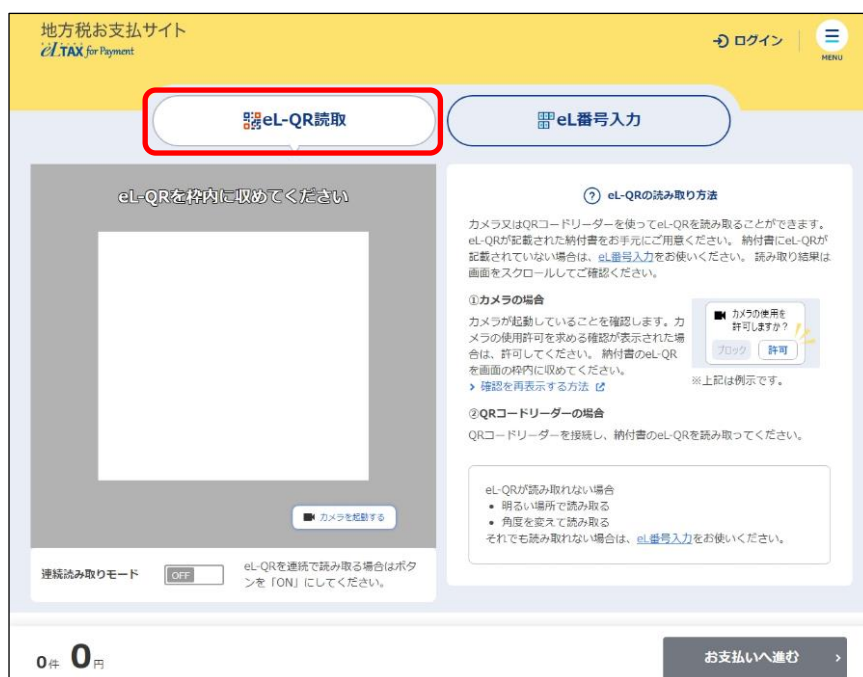 地方税お支払サイト
eLTAX for Payment
ログイン
MENU
eL-QR読取
eL番号入力
eL-QRを枠内に収めてください
カメラを起動する
連続読み取りモード
OFF
eL-QRを連続で読み取る場合はボタ
ンを「ON」にしてください。
? eL-QRの読み取り方法
カメラ又はQRコードリーダーを使ってeL-QRを読み取ることができます。
eL-QRが記載された納付書をお手元にご用意ください。 納付書にeL-QRが
記載されていない場合は、eL番号入力をお使いください。 読み取り結果は
画面をスクロールしてご確認ください。
①カメラの場合
カメラが起動していることを確認します。カ
メラの使用許可を求める確認が表示された場
合は、許可してください。 納付書のeL-QR
を画面の枠内に収めてください。
> 確認を再表示する方法
カメラの使用を
許可しますか？
ブロック 許可
※上記は例示です。
②QRコードリーダーの場合
QRコードリーダーを接続し、納付書のeL-QRを読み取ってください。
eL-QRが読み取れない場合
• 明るい場所で読み取る
• 角度を変えて読み取る
それでも読み取れない場合は、eL番号入力をお使いください。
0件 0円
お支払いへ進む >